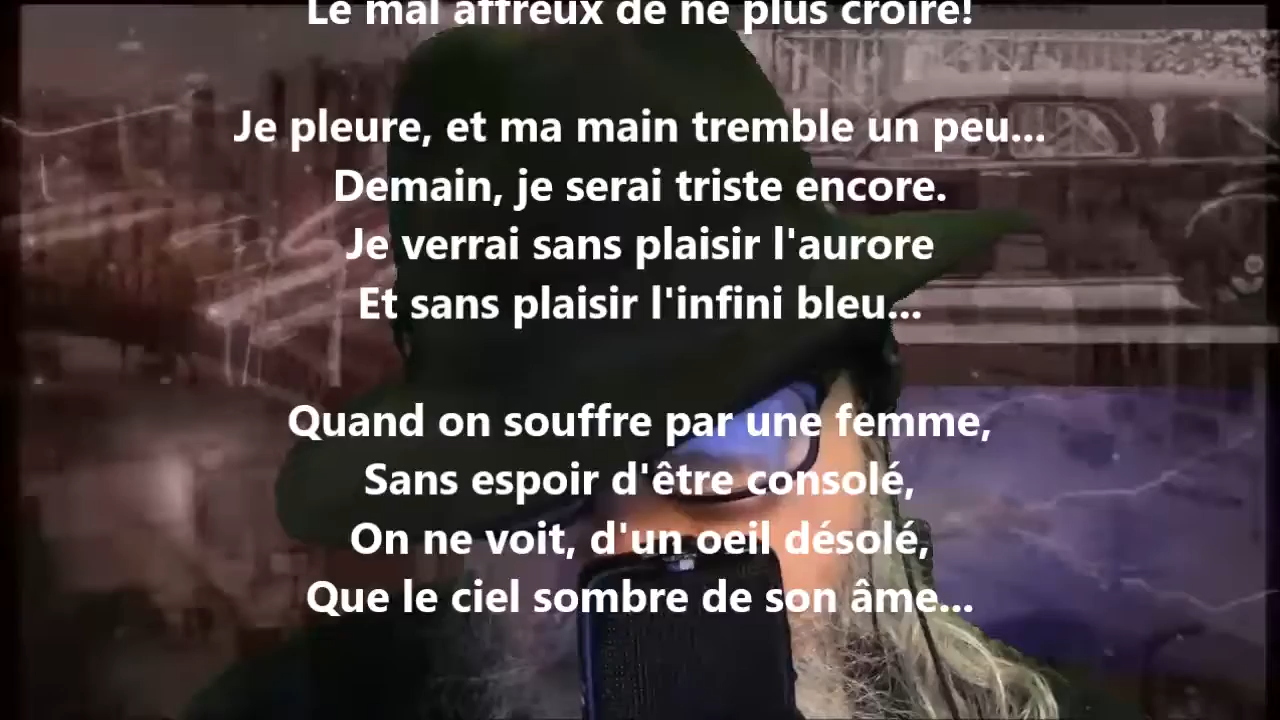 Le mal affreux de ne plus croire!
Je pleure, et ma main tremble un peu...
Demain, je serai triste encore.
Je verrai sans plaisir l'aurore
Et sans plaisir l'infini bleu...
Quand on souffre par une femme,
Sans espoir d'être consolé,
On ne voit, d'un oeil désolé,
Que le ciel sombre de son âme...